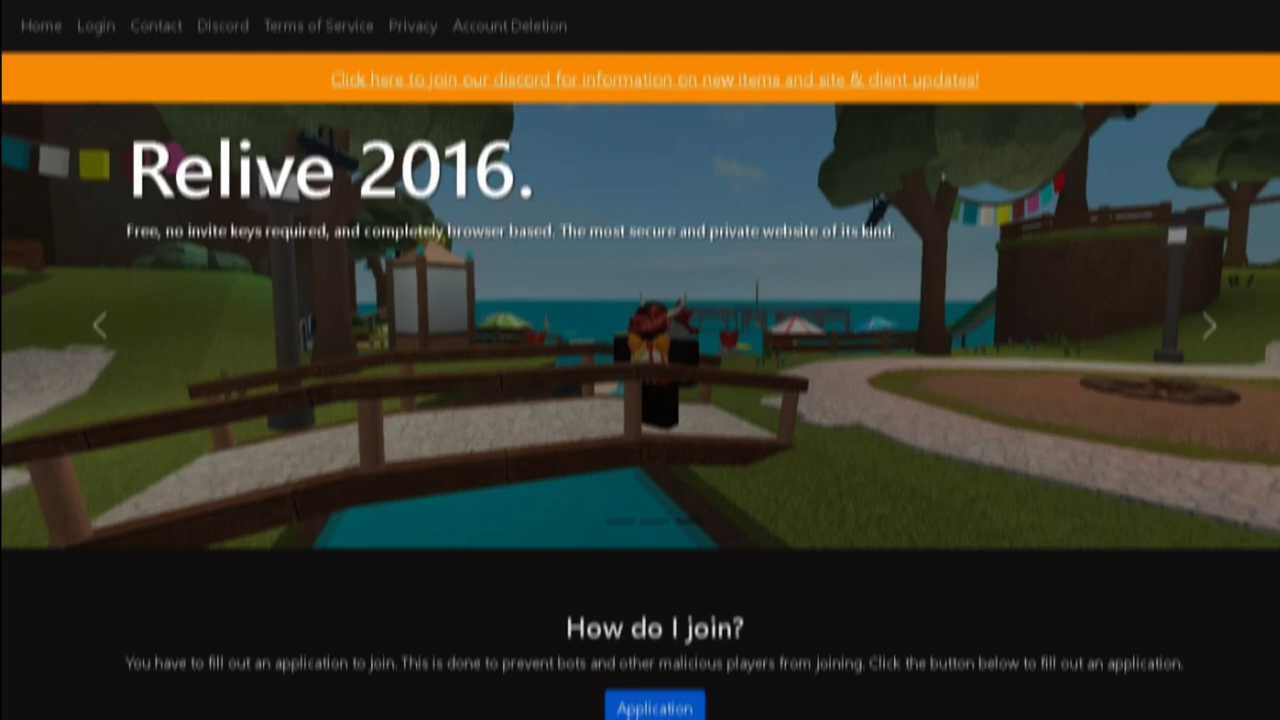 Home Login Contact Discord Terms of Service Privacy Account Deletion
Click here to join our discord for information on new items and site & client updates!
Relive 2016.
Free, no invite keys required, and completely browser based. The most secure and private website of its kind.
How do I join?
You have to fill out an application to join. This is done to prevent bots and other malicious players from joining. Click the button below to fill out an application.
Application